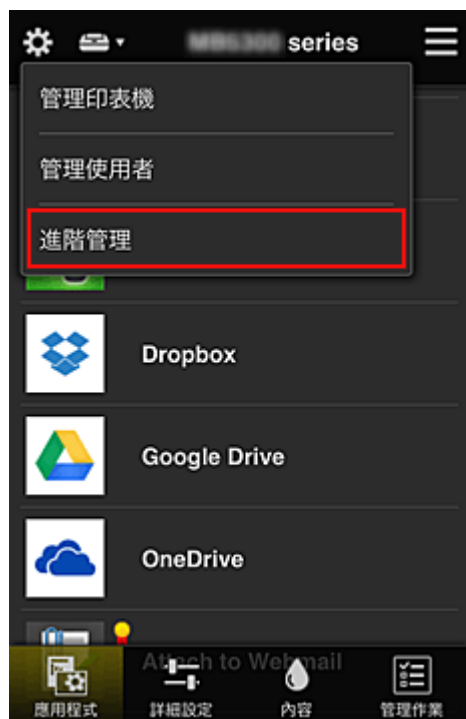 series
管理印表機
管理使用者
進階管理
Dropbox
Google Drive
OneDrive
Attach to Webmail
應用程式
詳細設定
內容
管理作業